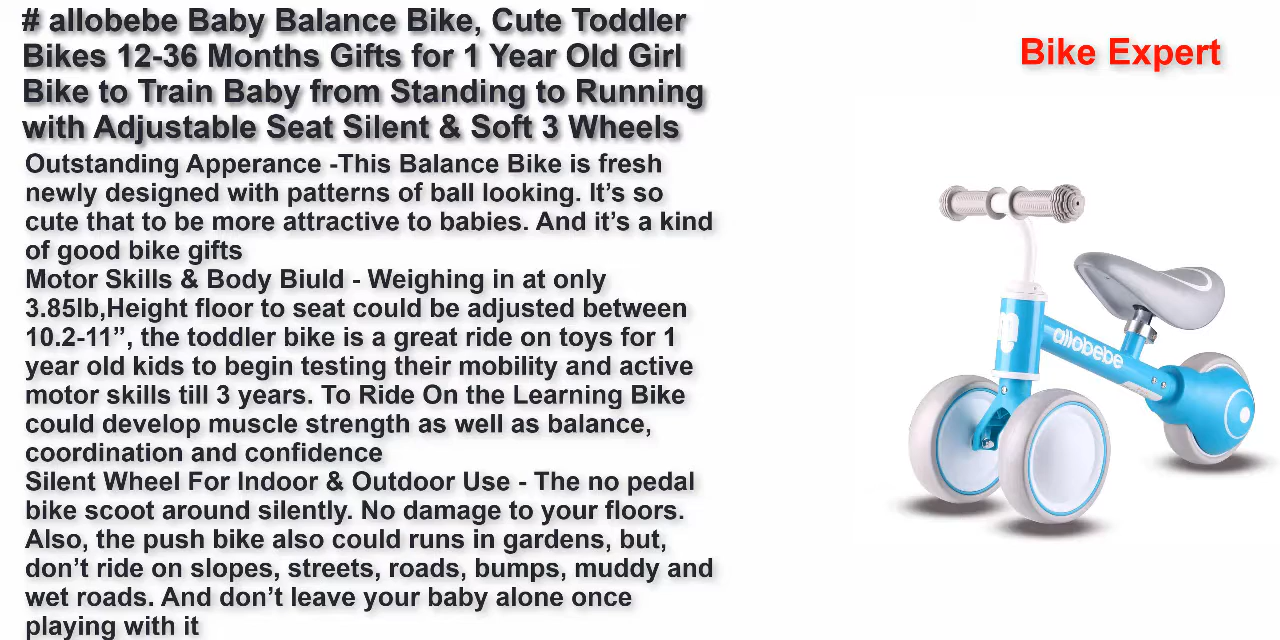 # allobebe Baby Balance Bike, Cute Toddler
Bikes 12-36 Months Gifts for 1 Year Old Girl
Bike to Train Baby from Standing to Running
with Adjustable Seat Silent & Soft 3 Wheels
Outstanding Apperance -This Balance Bike is fresh
newly designed with patterns of ball looking. It’s so
cute that to be more attractive to babies. And it’s a kind
of good bike gifts
Motor Skills & Body Biuld - Weighing in at only
3.85lb,Height floor to seat could be adjusted between
10.2-11”, the toddler bike is a great ride on toys for 1
year old kids to begin testing their mobility and active
motor skills till 3 years. To Ride On the Learning Bike
could develop muscle strength as well as balance,
coordination and confidence
Silent Wheel For Indoor & Outdoor Use - The no pedal
bike scoot around silently. No damage to your floors.
Also, the push bike also could runs in gardens, but,
don’t ride on slopes, streets, roads, bumps, muddy and
wet roads. And don’t leave your baby alone once
playing with it
Bike Expert
allobebe